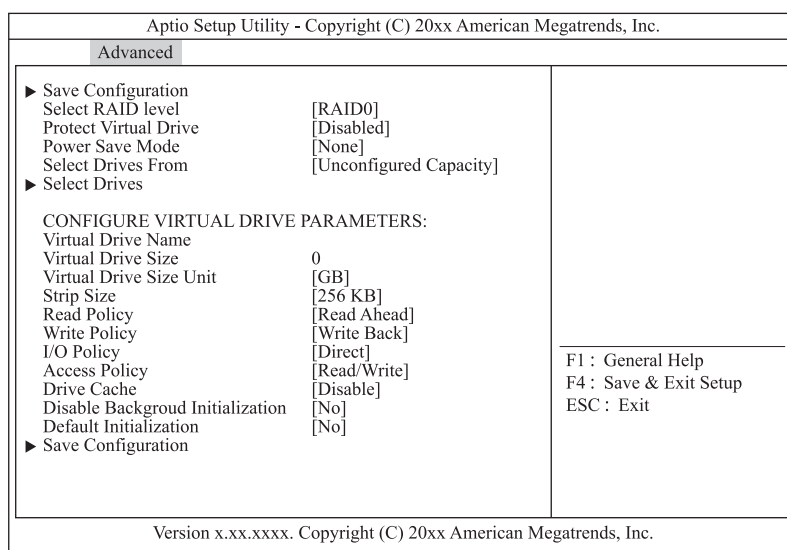 Aptio Setup Utility - Copyright (C) 20xx American Megatrends, Inc.
Advanced
▶ Save Configuration
Select RAID level [RAID0]
Protect Virtual Drive [Disabled]
Power Save Mode [None]
Select Drives From [Unconfigured Capacity]
▶ Select Drives
CONFIGURE VIRTUAL DRIVE PARAMETERS:
Virtual Drive Name
Virtual Drive Size 0
Virtual Drive Size Unit [GB]
Strip Size [256 KB]
Read Policy [Read Ahead]
Write Policy [Write Back]
I/O Policy [Direct]
Access Policy [Read/Write]
Drive Cache [Disable]
Disable Backgroud Initialization [No]
Default Initialization [No]
▶ Save Configuration
F1 : General Help
F4 : Save & Exit Setup
ESC : Exit
Version x.xx.xxxx. Copyright (C) 20xx American Megatrends, Inc.